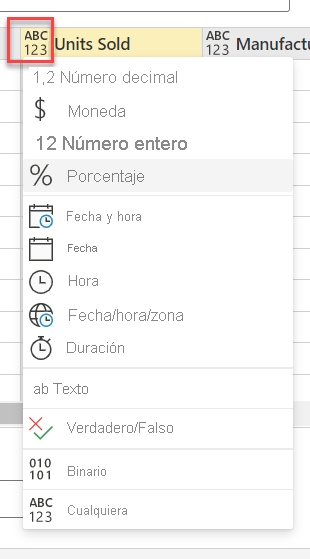 ABC
123 Units Sold ABC
123 Manufactu
1,2 Número decimal
$ Moneda
12 Número entero
% Porcentaje
Fecha y hora
Fecha
Hora
Fecha/hora/zona
Duración
ab Texto
Verdadero/Falso
010
101 Binario
ABC
123 Cualquiera